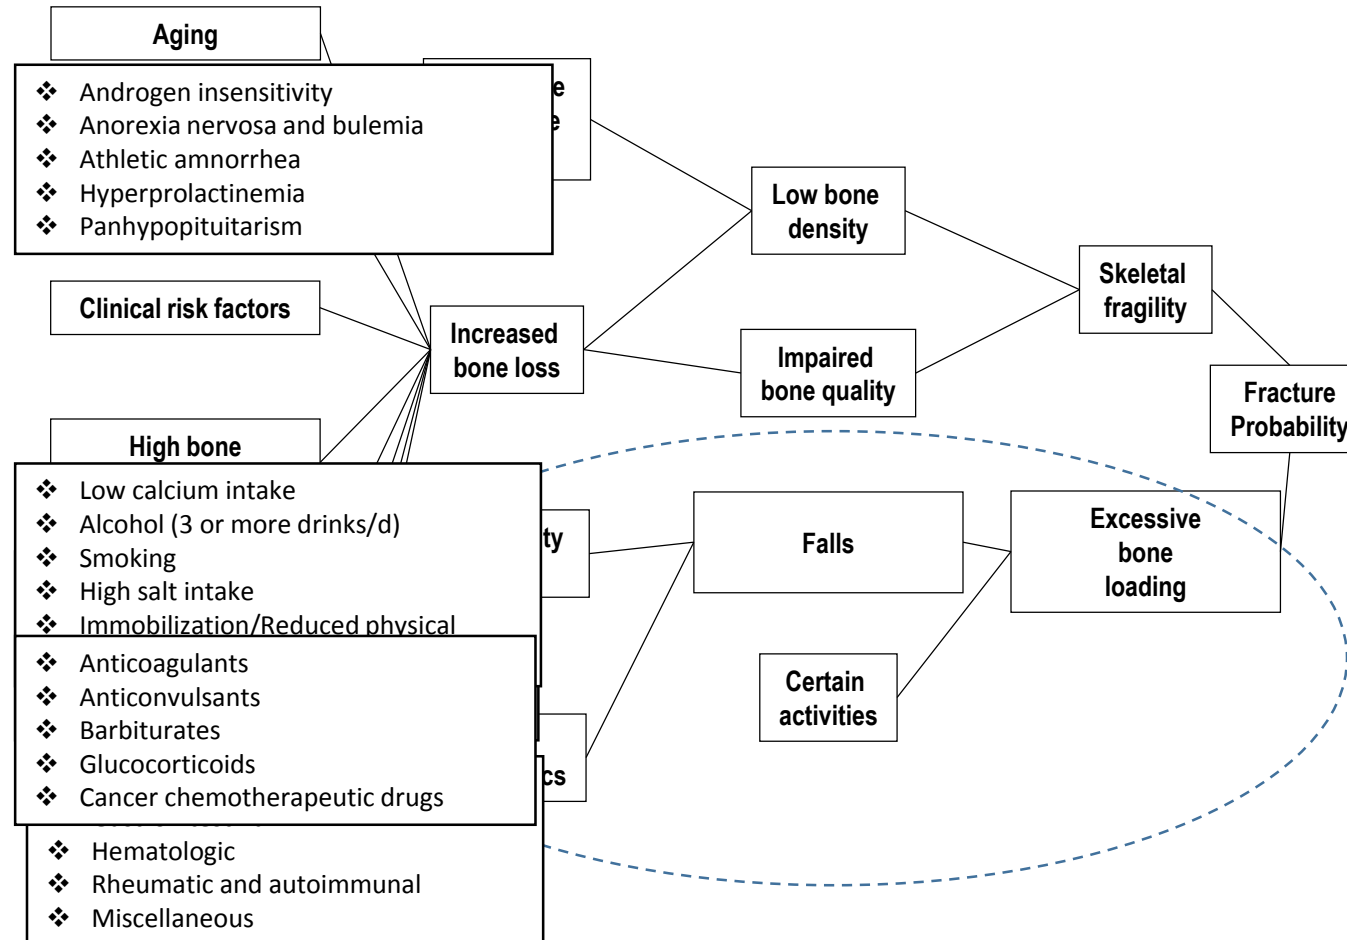 Aging
❖ Androgen insensitivity
❖ Anorexia nervosa and bulemia
❖ Athletic amnorrhea
❖ Hyperprolactinemia
❖ Panhypopituitarism
Low bone
density
Clinical risk factors
Increased
bone loss
Impaired
bone quality
Skeletal
fragility
Fracture
Probability
High bone
❖ Low calcium intake
❖ Alcohol (3 or more drinks/d)
❖ Smoking
❖ High salt intake
❖ Immobilization/Reduced physical
❖ Anticoagulants
❖ Anticonvulsants
❖ Barbiturates
❖ Glucocorticoids
❖ Cancer chemotherapeutic drugs
❖ Hematologic
❖ Rheumatic and autoimmunal
❖ Miscellaneous
Falls
Excessive
bone
loading
Certain
activities